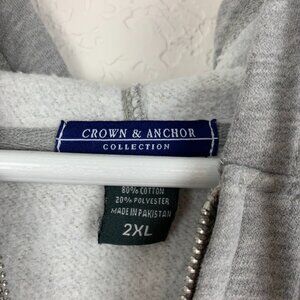 CROWN & ANCHOR
COLLECTION
80% COTTON
20% POLYESTER
MADE IN PAKISTAN
2XL